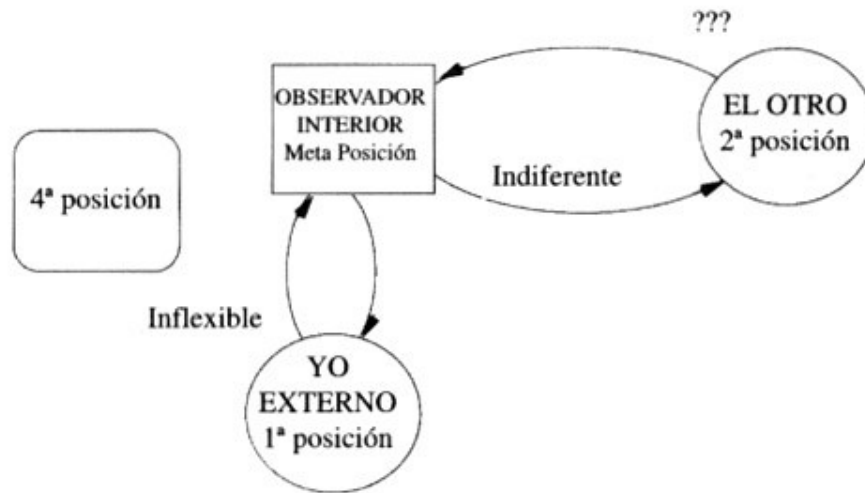 ???
OBSERVADOR
INTERIOR
Meta Posición
EL OTRO
2ª posición
4ª posición
Indiferente
Inflexible
YO
EXTERNO
1ª posición